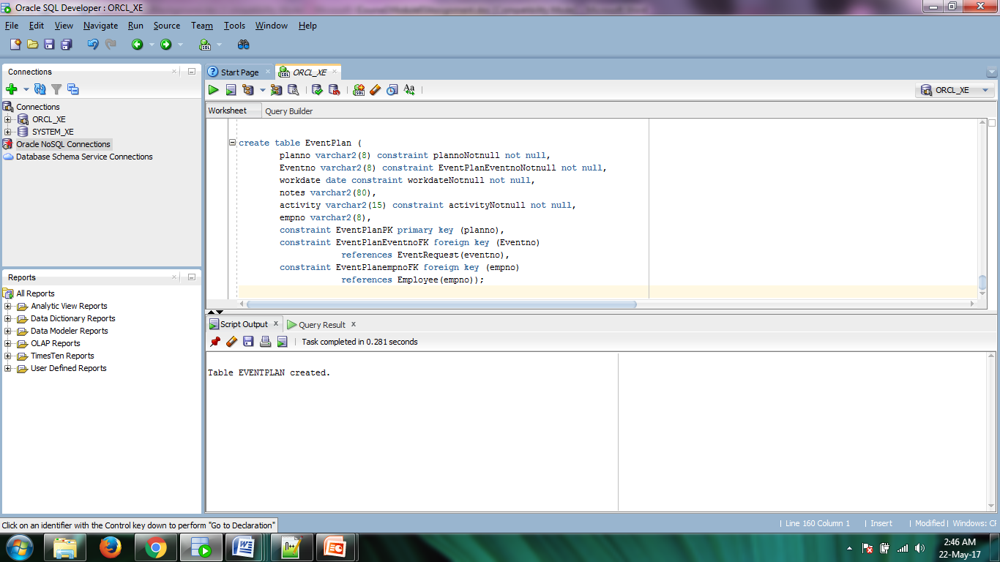 Oracle SQL Developer : ORCL_XE
File Edit View Navigate Run Source Team Tools Window Help
Connections
Connections
ORCL_XE
SYSTEM_XE
Oracle NoSQL Connections
Database Schema Service Connections
Reports
All Reports
Analytic View Reports
Data Dictionary Reports
Data Modeler Reports
OLAP Reports
TimesTen Reports
User Defined Reports
Start Page
ORCL_XE
SQL
Aa
ORCL_XE
Worksheet
Query Builder
create table EventPlan (
planno varchar2(8) constraint plannoNotnull not null,
Eventno varchar2(8) constraint EventPlanEventnoNotnull not null,
workdate date constraint workdateNotnull not null,
notes varchar2(80),
activity varchar2(15) constraint activityNotnull not null,
empno varchar2(8),
constraint EventPlanPK primary key (planno),
constraint EventPlanEventnoFK foreign key (Eventno)
references EventRequest(eventno),
constraint EventPlanempnoFK foreign key (empno)
references Employee(empno));
Script Output
Query Result
Task completed in 0.281 seconds
Table EVENTPLAN created.
Click on an identifier with the Control key down to perform "Go to Declaration"
Line 160 Column 1
Insert
Modified
Windows: CF
2:46 AM
22-May-17